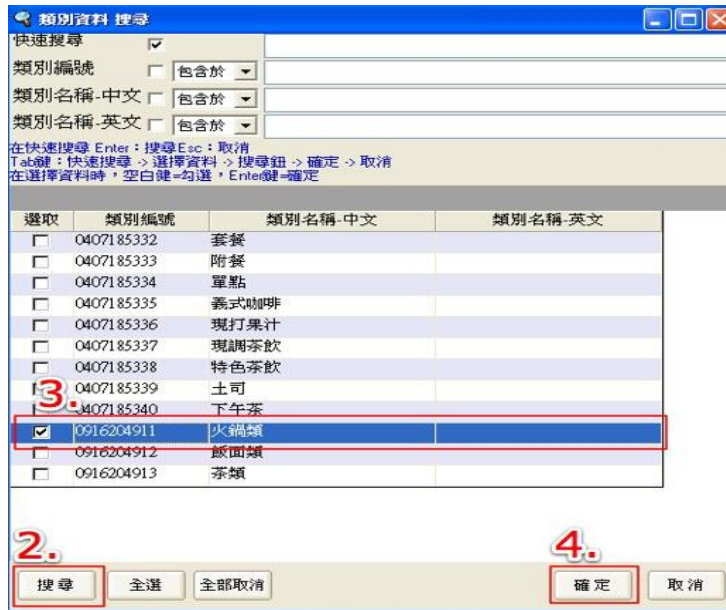 類別資料 搜尋
快速搜尋
類別編號 包含於
類別名稱-中文 包含於
類別名稱-英文 包含於
在快速搜尋 Enter：搜尋Esc：取消
Tab鍵：快速搜尋 -> 選擇資料 -> 搜尋鈕 -> 確定 -> 取消
在選擇資料時，空白健=勾選，Enter鍵=確定
選取 類別編號 類別名稱-中文 類別名稱-英文
0407185332 套餐
0407185333 附餐
0407185334 單點
0407185335 義式咖啡
0407185336 現打果汁
0407185337 現調茶飲
0407185338 特色茶飲
3. 0407185339 土司
0407185340 下午茶
0916204911 火鍋類
0916204912 飯面類
0916204913 茶類
2. 4.
搜尋 全選 全部取消 確定 取消